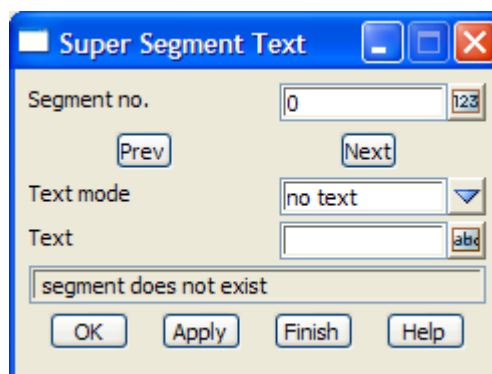 Super Segment Text
Segment no. 0 123
Prev Next
Text mode no text
Text abc
segment does not exist
OK Apply Finish Help